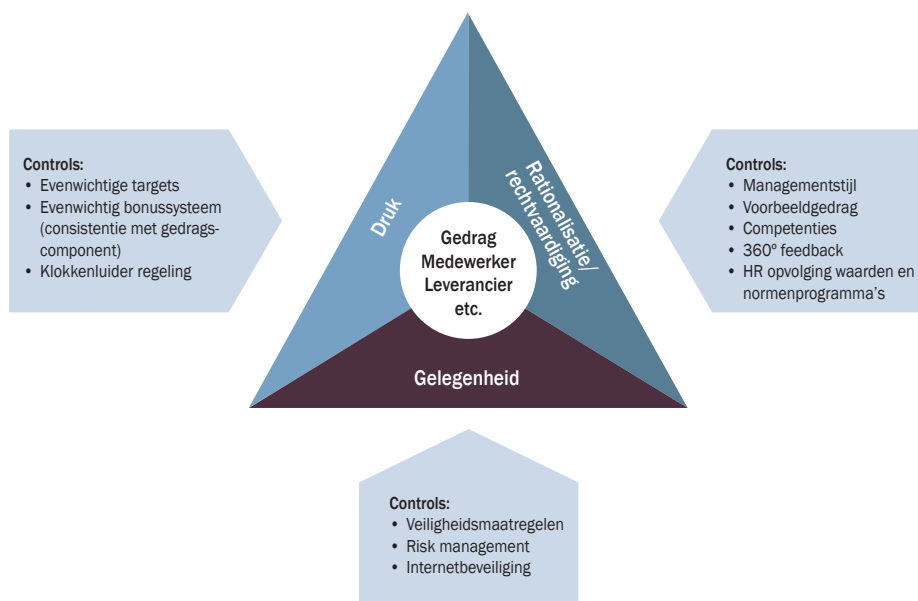 Controls:
• Evenwichtige targets
• Evenwichtig bonussysteem
(consistentie met gedrags-
component)
• Klokkenluider regeling
Druk
Rationalisatie/
rechtvaardiging
Gedrag
Medewerker
Leverancier
etc.
Gelegenheid
Controls:
• Managementstijl
• Voorbeeldgedrag
• Competenties
• 360º feedback
• HR opvolging waarden en
normenprogramma’s
Controls:
• Veiligheidsmaatregelen
• Risk management
• Internetbeveiliging